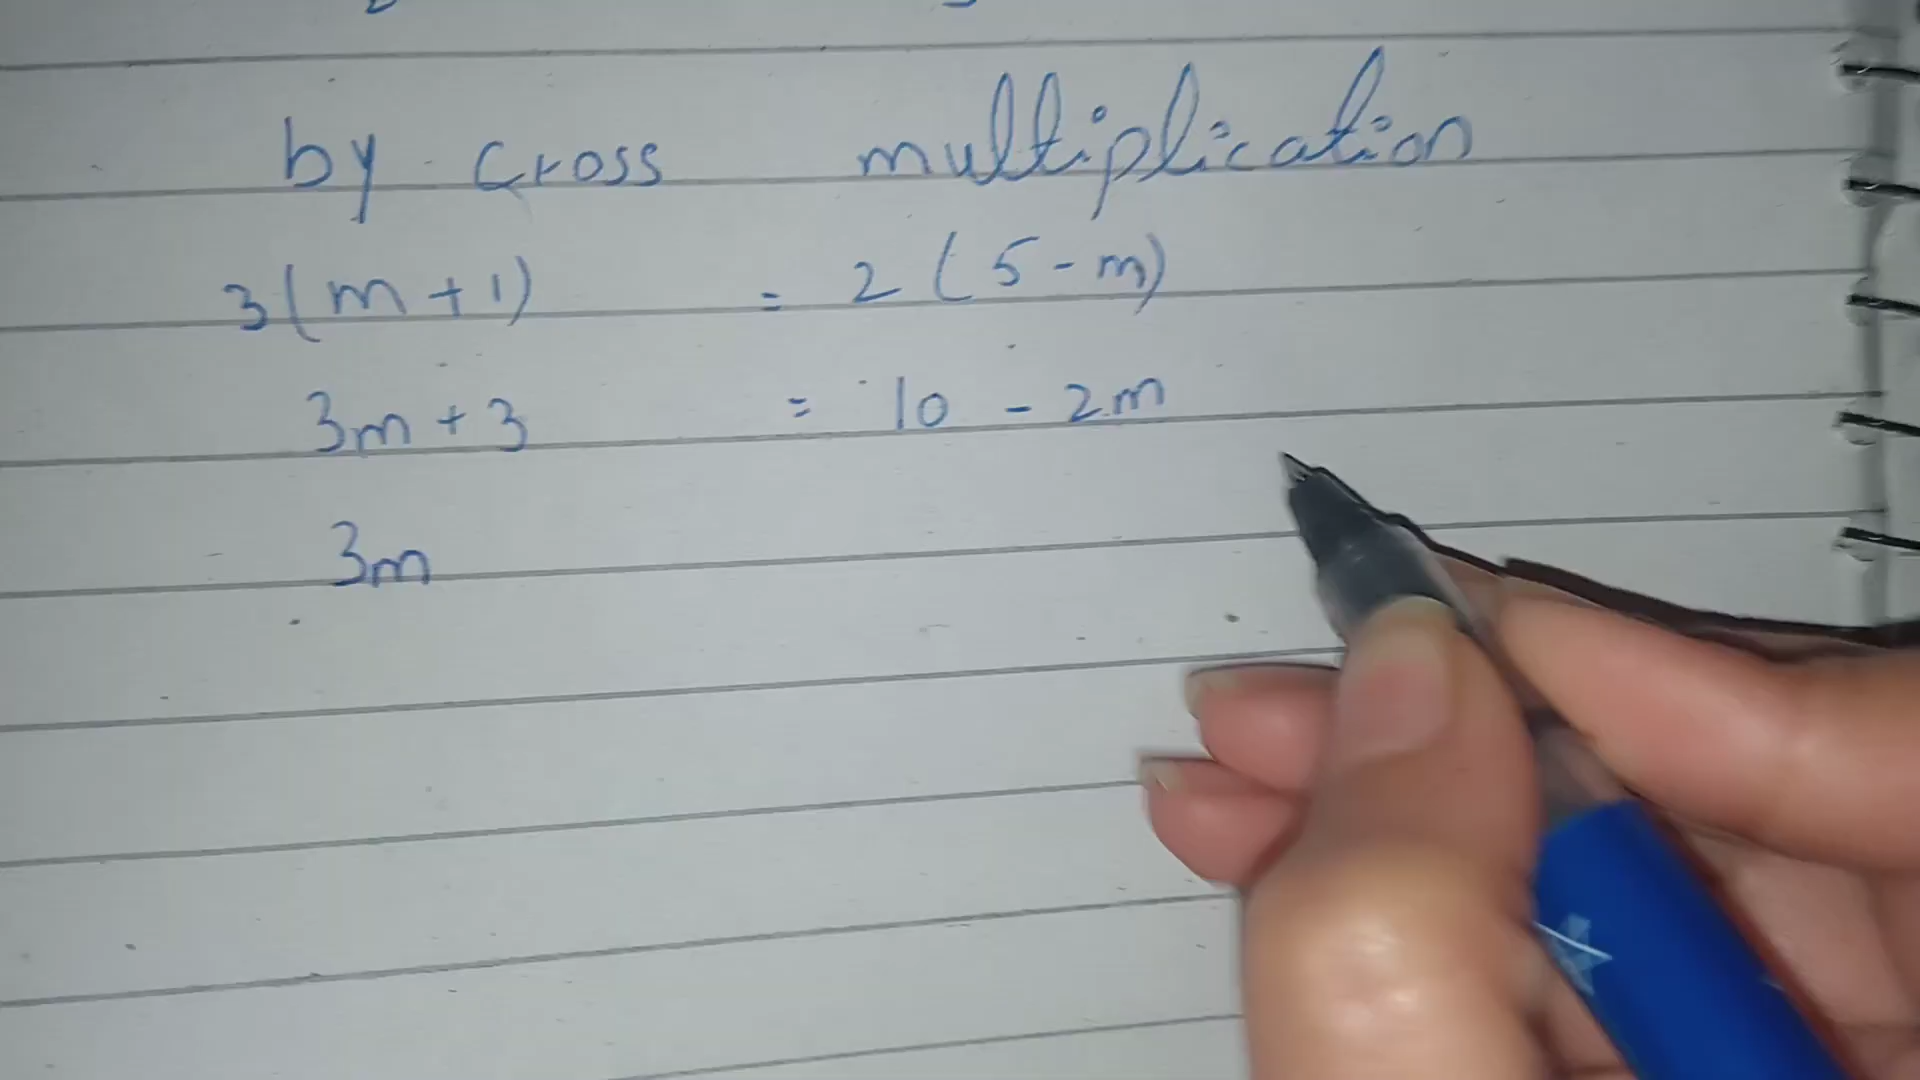 by cross multiplication
3(m+1) = 2(5-m)
3m+3 = 10 - 2m
3m